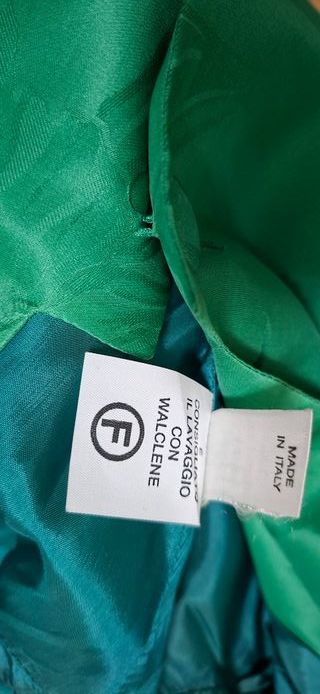 F
È
CONSIGLIATO
IL LAVAGGIO
CON
WALCLENE
MADE
IN ITALY